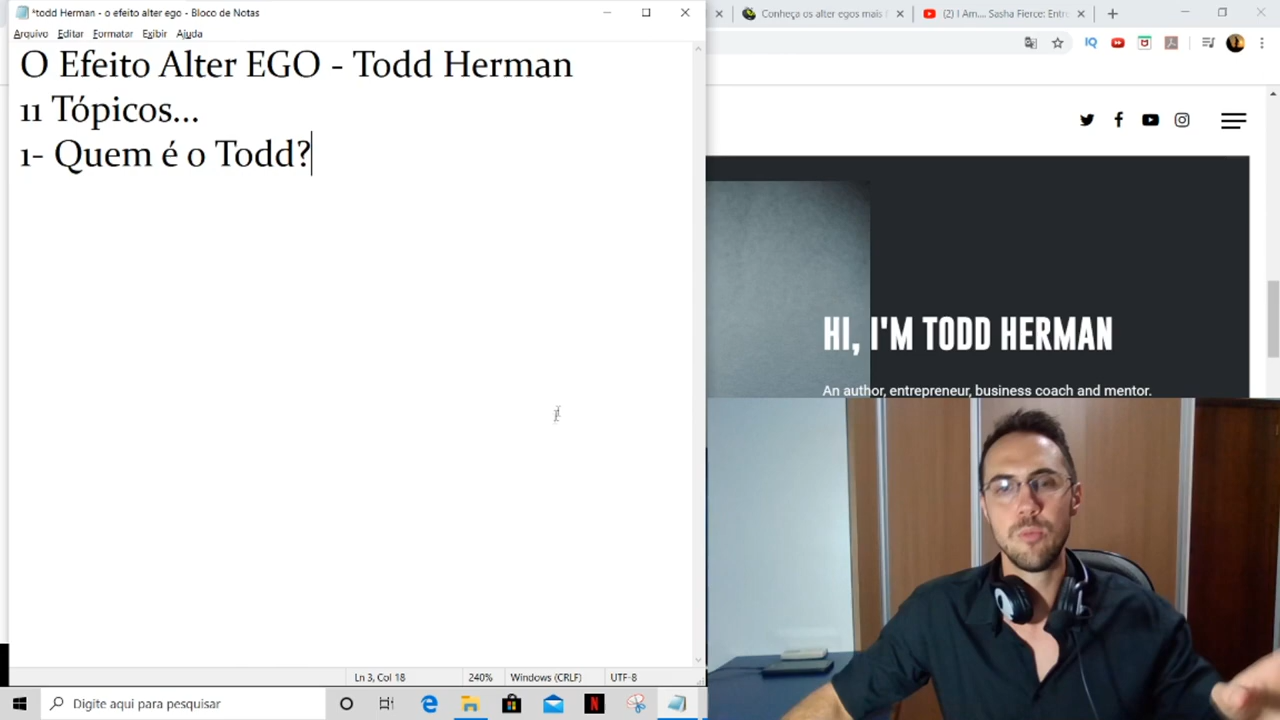 *todd Herman - o efeito alter ego - Bloco de Notas
Arquivo Editar Formatar Exibir Ajuda
O Efeito Alter EGO - Todd Herman
11 Tópicos...
1- Quem é o Todd?
Ln 3, Col 18 240% Windows (CRLF) UTF-8
Digite aqui para pesquisar
Conheça os alter egos mais
(2) I Am.... Sasha Fierce: Entre
HI, I'M TODD HERMAN
An author, entrepreneur, business coach and mentor.